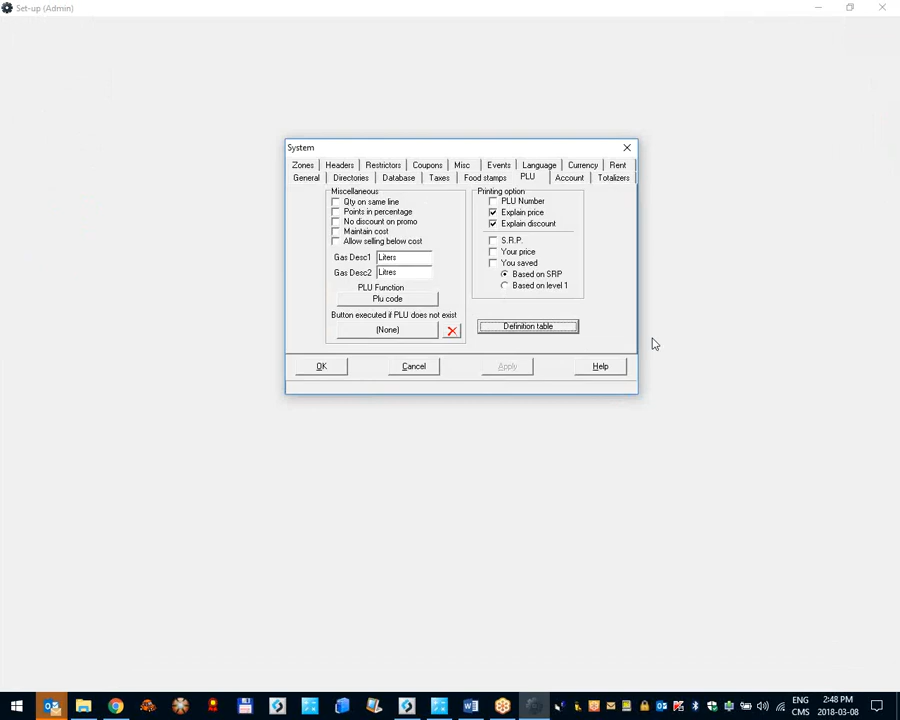 Set-up (Admin)
System
Zones Headers Restrictors Coupons Misc Events Language Currency Rent
General Directories Database Taxes Food stamps PLU Account Totalizers
Miscellaneous
Qty on same line
Points in percentage
No discount on promo
Maintain cost
Allow selling below cost
Gas Desc1 Liters
Gas Desc2 Litres
PLU Function
Plu code
Button executed if PLU does not exist
(None)
Printing option
PLU Number
Explain price
Explain discount
S.R.P.
Your price
You saved
Based on SRP
Based on level 1
Definition table
OK Cancel Apply Help
ENG 2:48 PM
CMS 2018-03-08